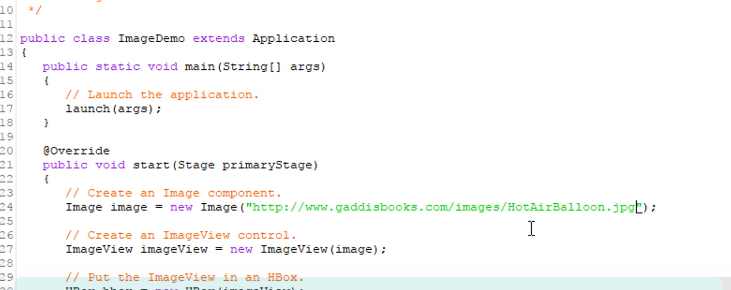 10 */
11
12 public class ImageDemo extends Application
13 {
14 public static void main(String[] args)
15 {
16 // Launch the application.
17 launch(args);
18 }
19
20 @Override
21 public void start(Stage primaryStage)
22 {
23 // Create an Image component.
24 Image image = new Image("http://www.gaddisbooks.com/images/HotAirBalloon.jpg");
25
26 // Create an ImageView control.
27 ImageView imageView = new ImageView(image);
28
29 // Put the ImageView in an HBox.